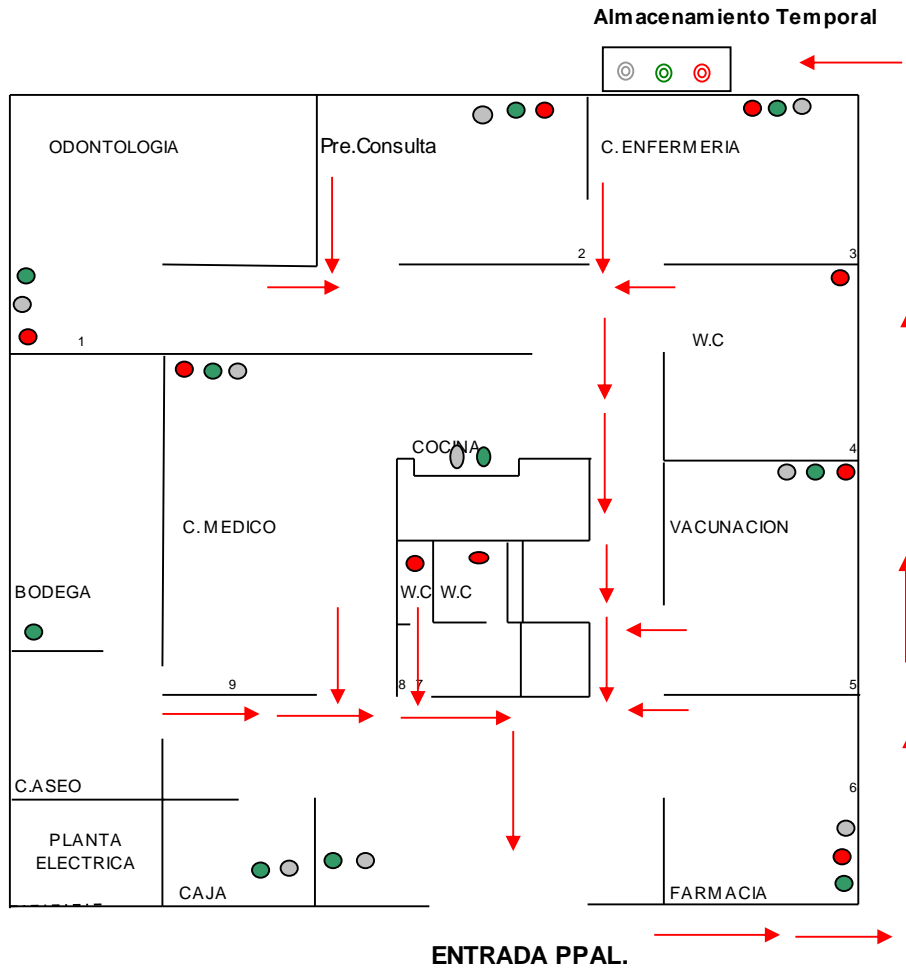 Almacenamiento Temporal
ODONTOLOGIA
Pre.Consulta
C. ENFERMERIA
2
3
1
W.C
COCINA
4
C. MEDICO
VACUNACION
BODEGA
W.C
W.C
9
8
7
5
C.ASEO
6
PLANTA
ELECTRICA
CAJA
FARMACIA
ENTRADA PPAL.